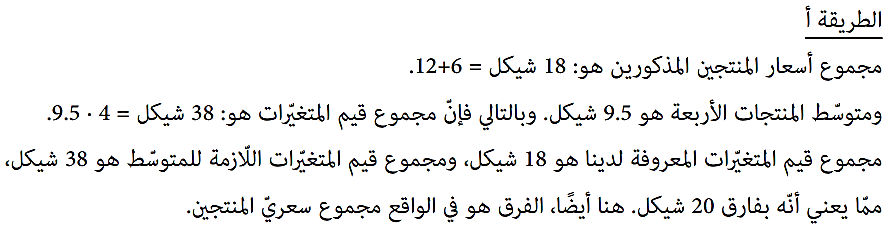 الطريقة أ
مجموع أسعار المنتجين المذكورين هو: 18 شيكل = 6+12.
ومتوسّط المنتجات الأربعة هو 9.5 شيكل. وبالتالي فإنّ مجموع قيم المتغيّرات هو: 38 شيكل = 4 · 9.5.
مجموع قيم المتغيّرات المعروفة لدينا هو 18 شيكل، ومجموع قيم المتغيّرات اللّازمة للمتوسّط هو 38 شيكل،
ممّا يعني أنّه بفارق 20 شيكل. هنا أيضًا، الفرق هو في الواقع مجموع سعريّ المنتجين.